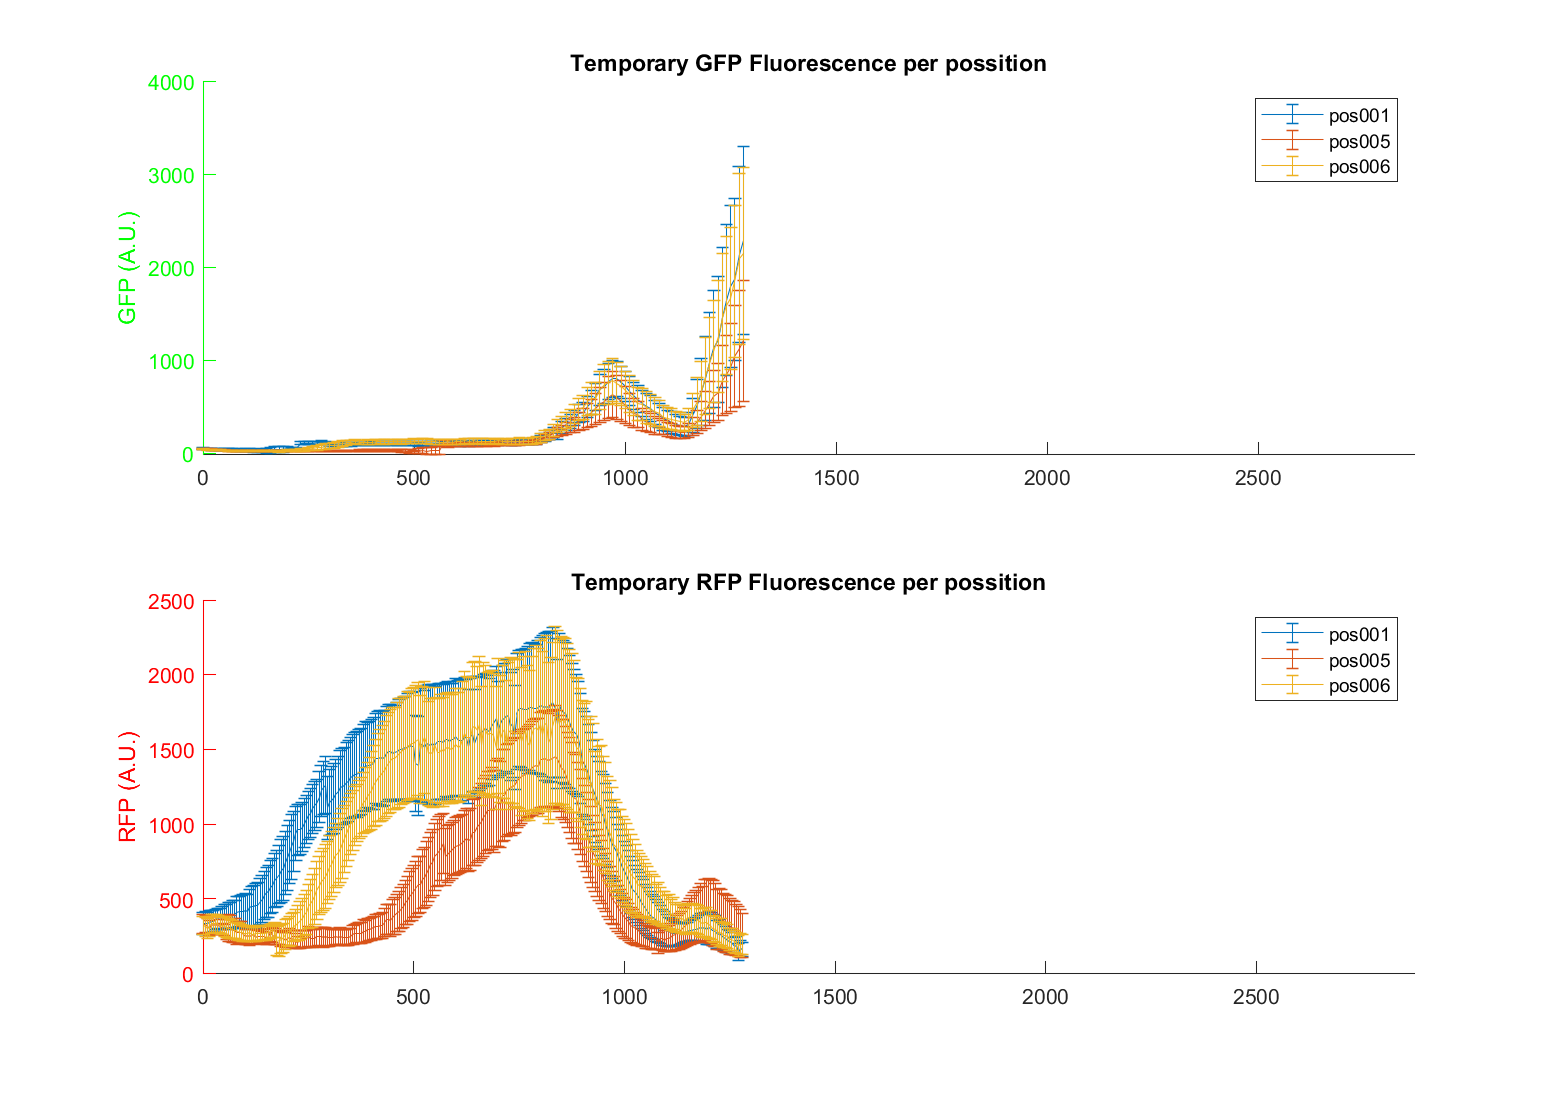 Temporary GFP Fluorescence per possition
4000
3000
2000
1000
0
GFP (A.U.)
0 500 1000 1500 2000 2500
pos001
pos005
pos006
Temporary RFP Fluorescence per possition
2500
2000
1500
1000
500
0
RFP (A.U.)
0 500 1000 1500 2000 2500
pos001
pos005
pos006